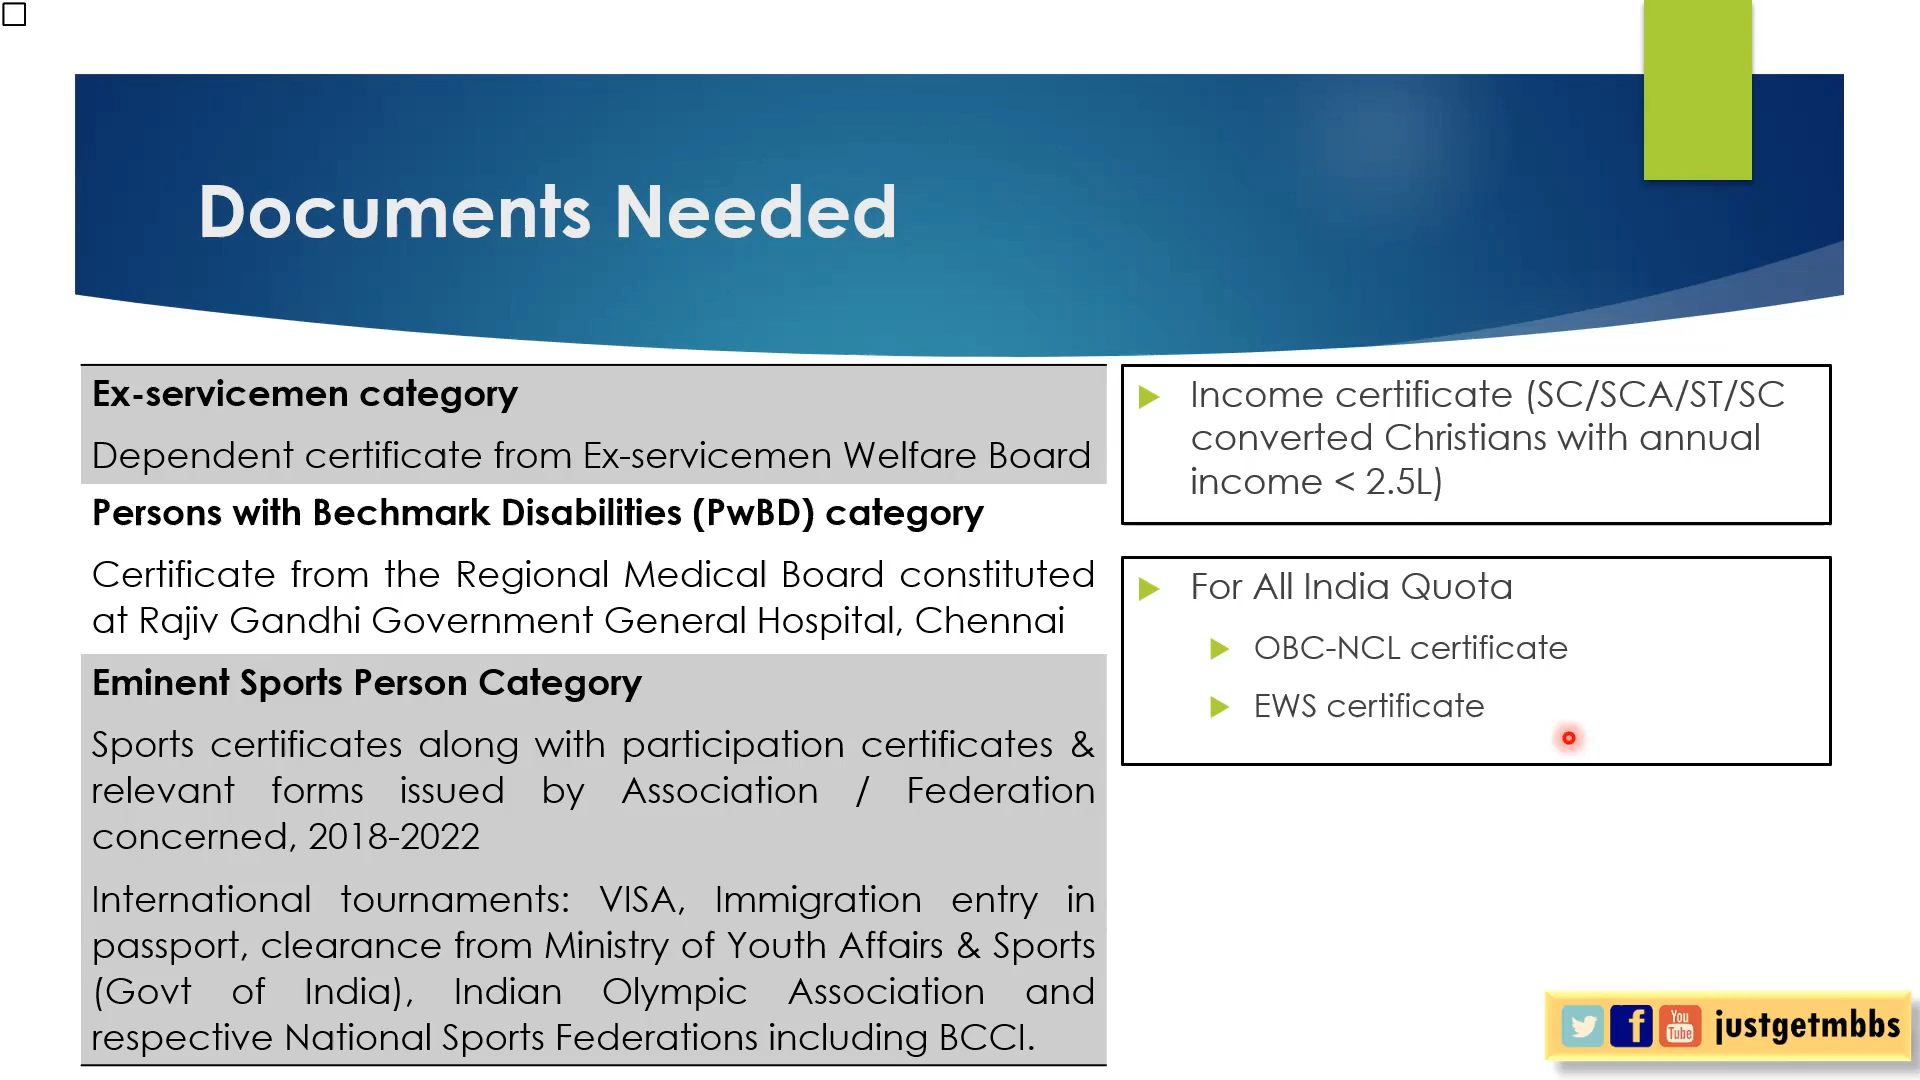 Documents Needed
Ex-servicemen category
Dependent certificate from Ex-servicemen Welfare Board
Persons with Bechmark Disabilities (PwBD) category
Certificate from the Regional Medical Board constituted
at Rajiv Gandhi Government General Hospital, Chennai
Eminent Sports Person Category
Sports certificates along with participation certificates &
relevant forms issued by Association / Federation
concerned, 2018-2022
International tournaments: VISA, Immigration entry in
passport, clearance from Ministry of Youth Affairs & Sports
(Govt of India), Indian Olympic Association and
respective National Sports Federations including BCCI.
Income certificate (SC/SCA/ST/SC
converted Christians with annual
income < 2.5L)
For All India Quota
OBC-NCL certificate
EWS certificate
You
Tube
justgetmbbs